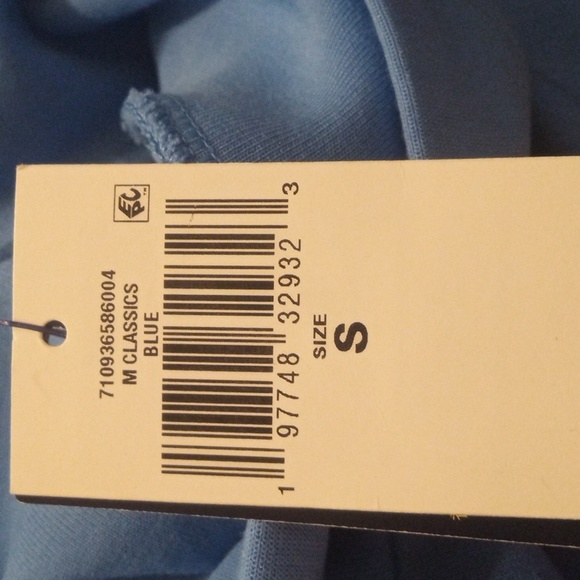 710936586004
M CLASSICS
BLUE
1 97748 32932 3
SIZE
S